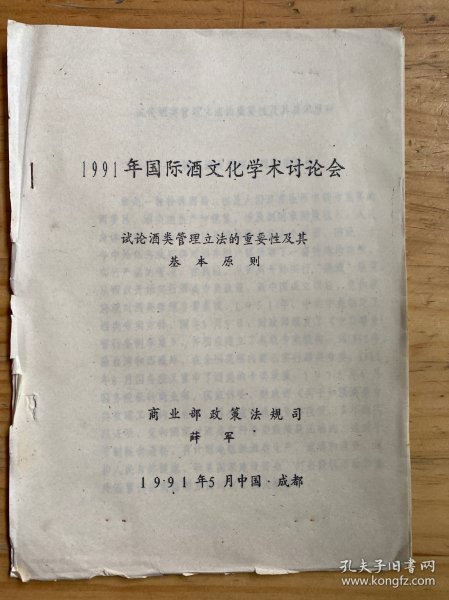 1991年国际酒文化学术讨论会
试论酒类管理立法的重要性及其
基本原则
商业部政策法规司
薛军
1991年5月中国·成都
孔夫子旧书网
www.kongfz.com